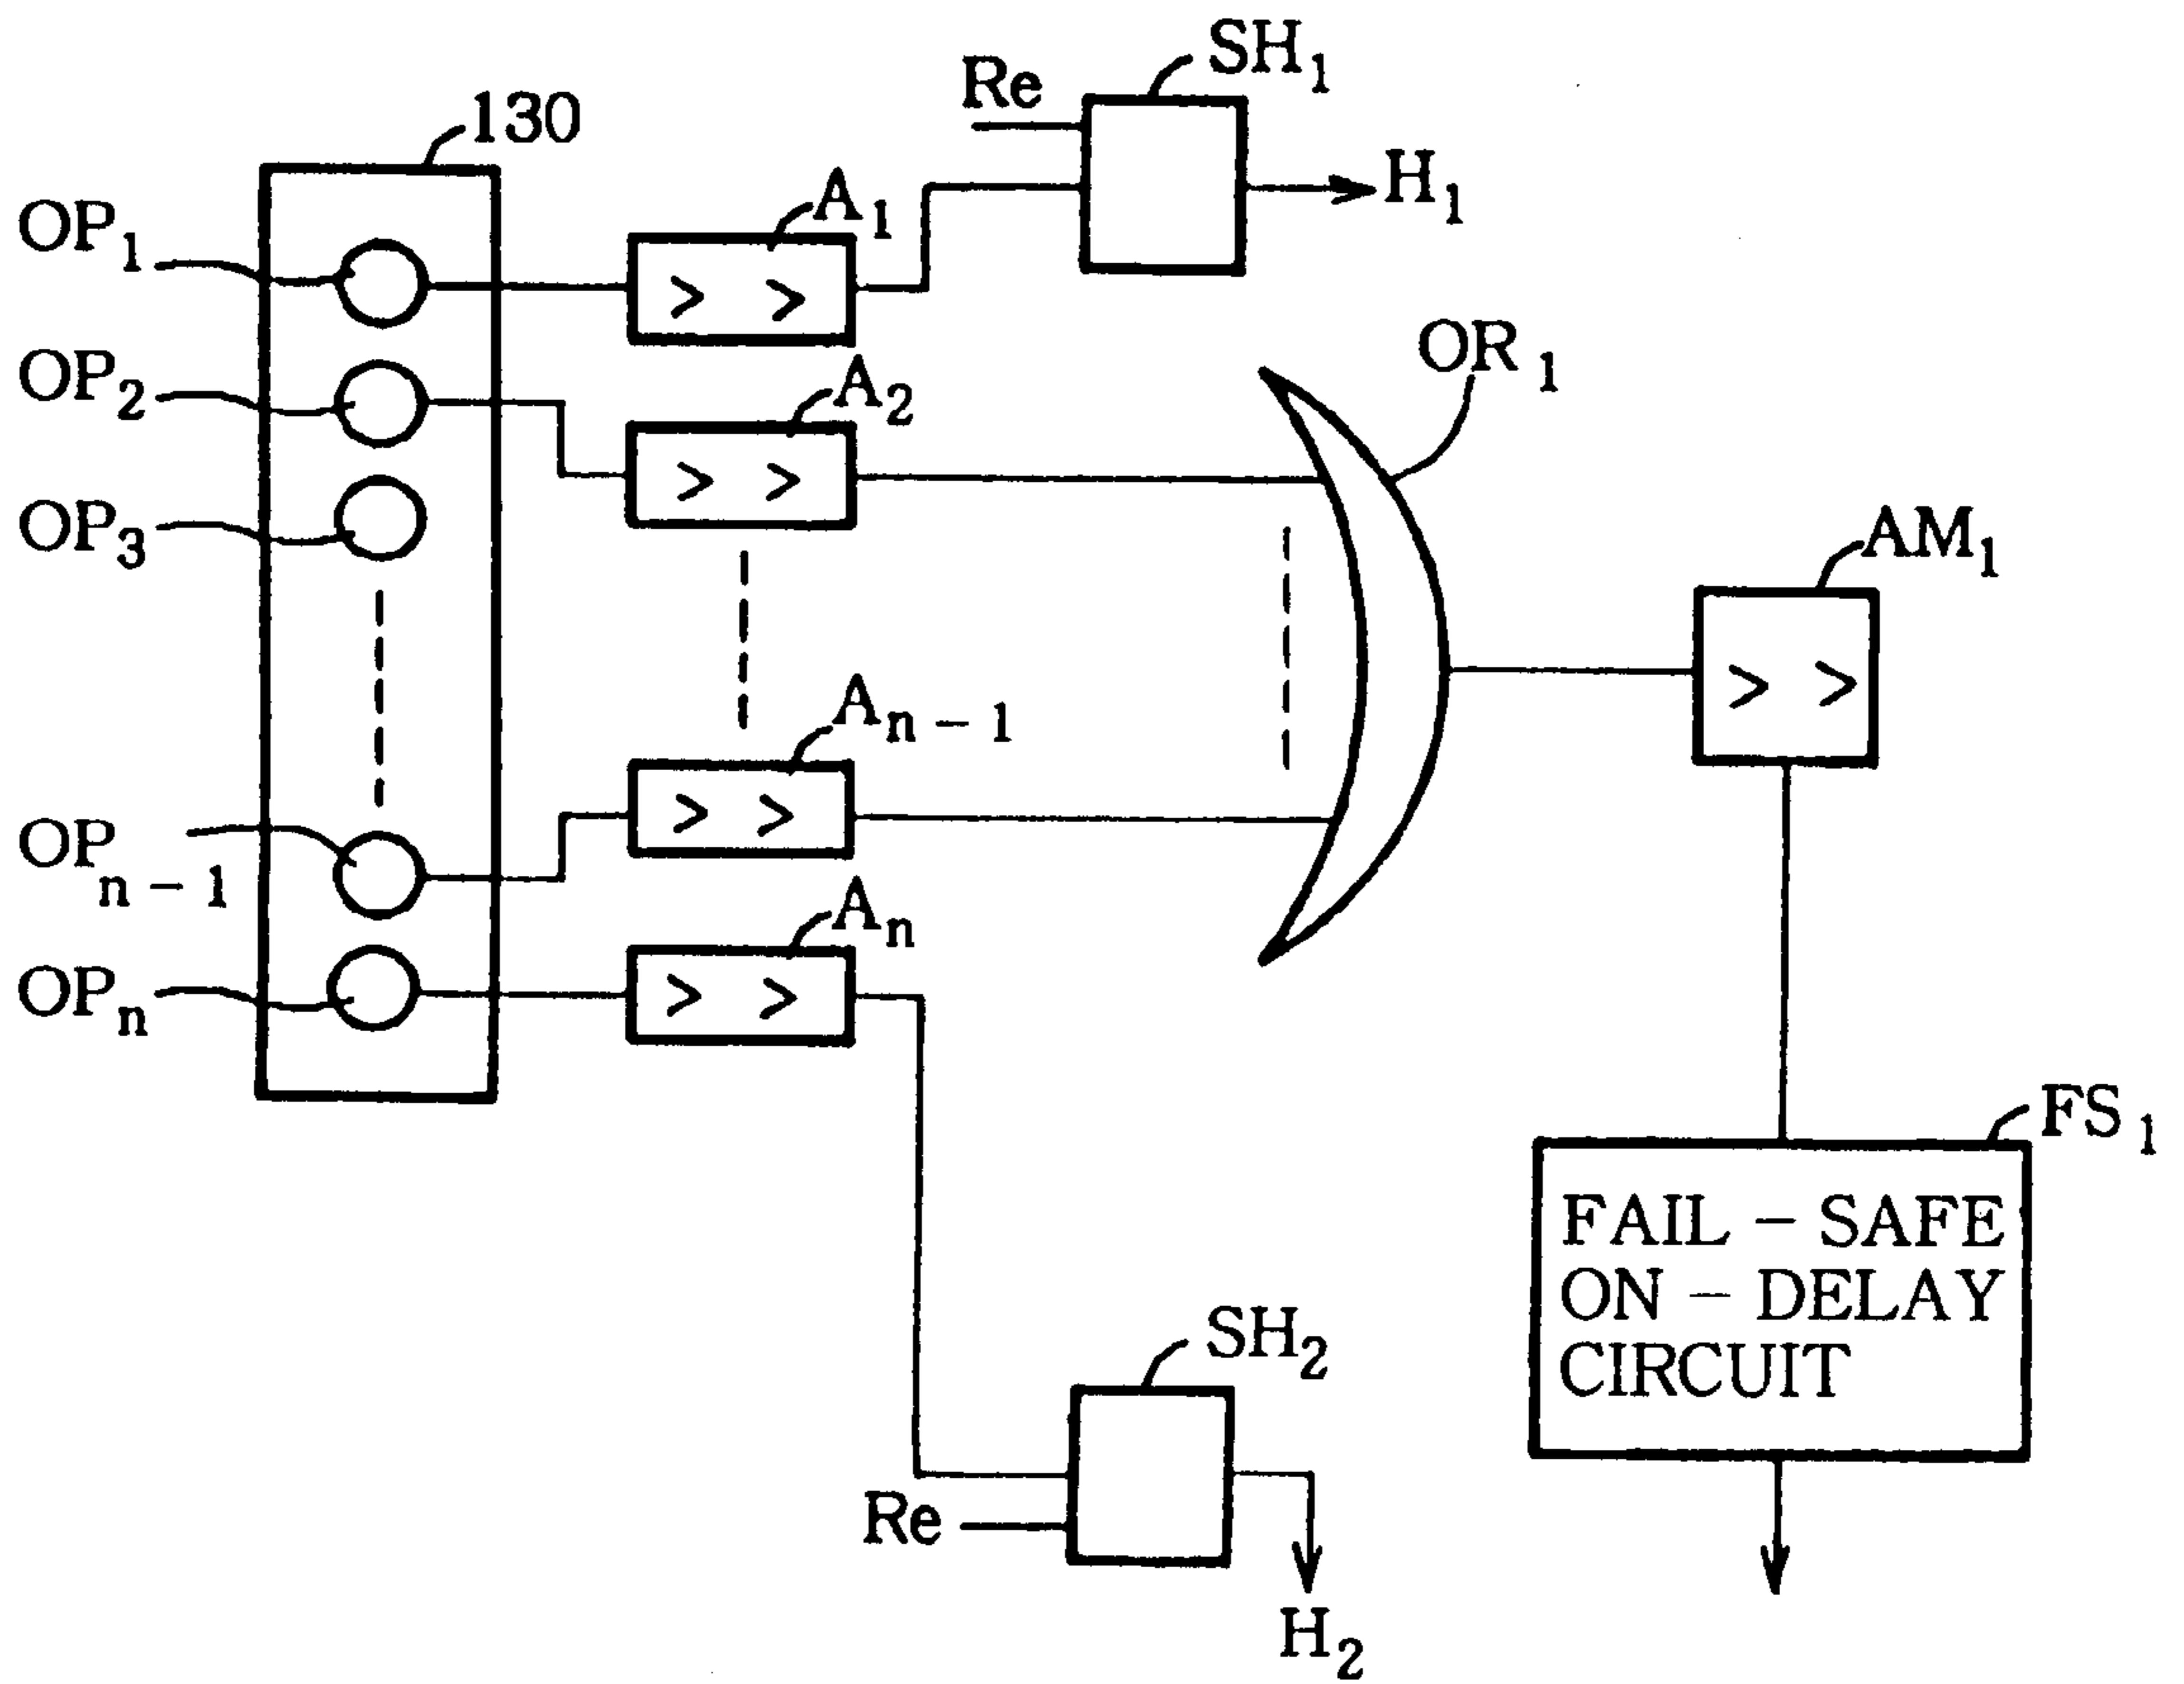 SH₁
Re
130
H₁
A₁
OP₁
OR₁
OP₂
A₂
> >
> >
OP₃
AM₁
> >
Aₙ₋₁
> >
OPₙ₋₁
Aₙ
OPₙ
> >
FS₁
FAIL – SAFE
ON – DELAY
CIRCUIT
SH₂
Re
H₂